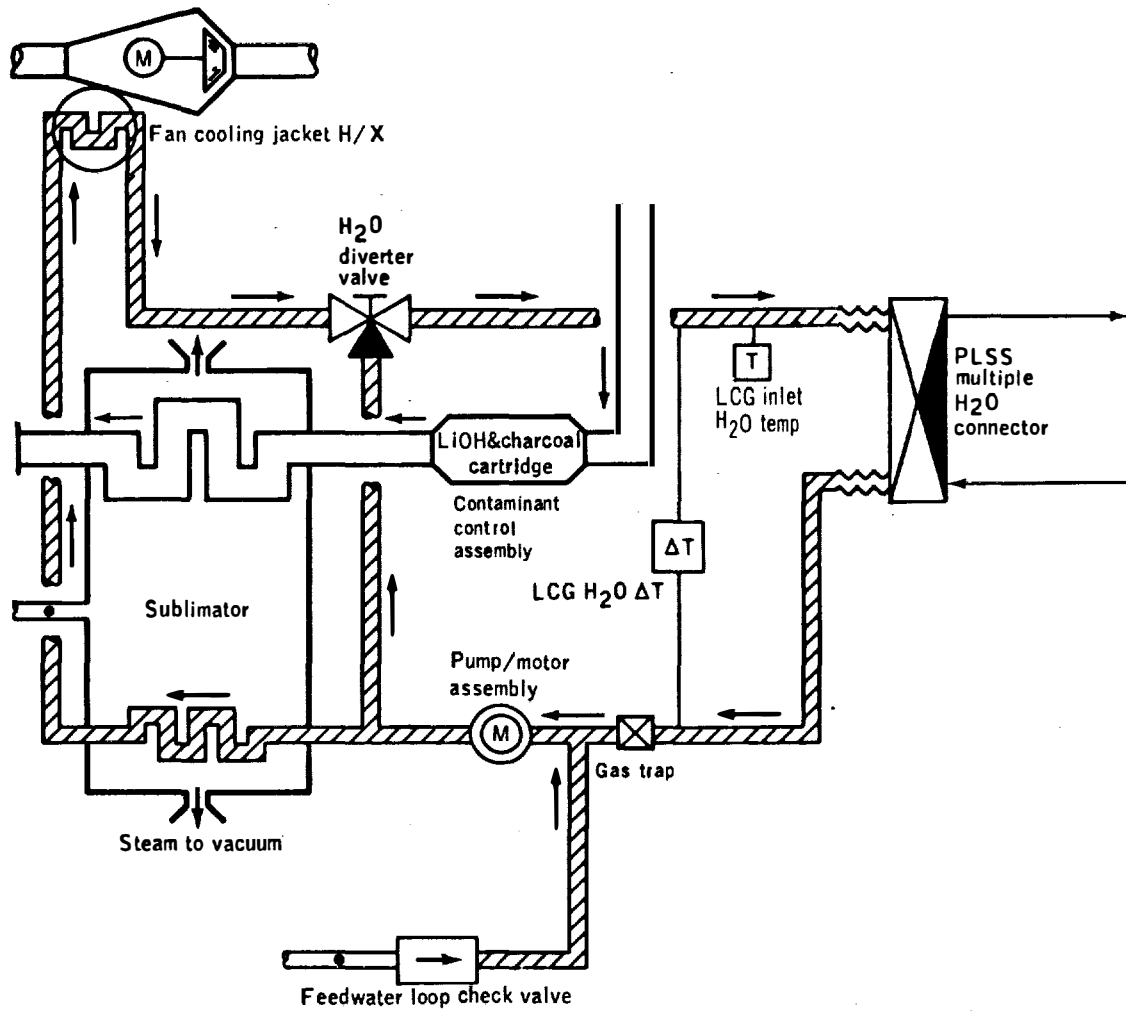 M
Fan cooling jacket H/X
H2O
diverter
valve
T
LCG inlet
H2O temp
PLSS
multiple
H2O
connector
LiOH&charcoal
cartridge
Contaminant
control
assembly
ΔT
LCG H2O ΔT
Sublimator
Pump/motor
assembly
M
Gas trap
Steam to vacuum
Feedwater loop check valve